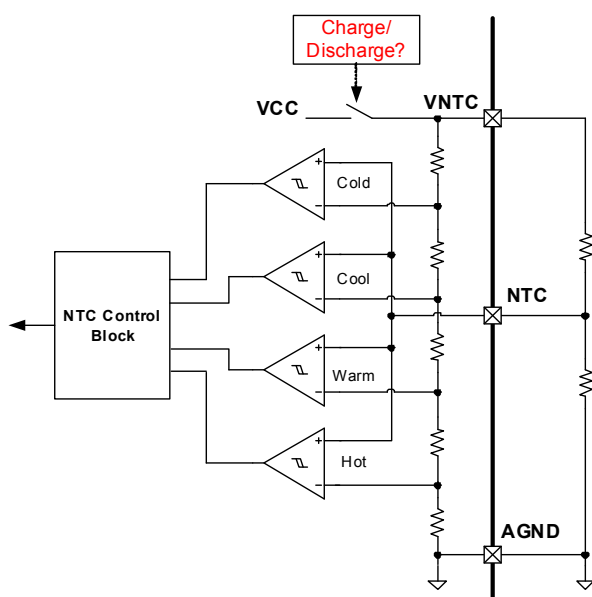 Charge/
Discharge?
VCC
VNTC
+
Cold
−
+
Cool
−
NTC Control
Block
NTC
+
Warm
−
+
Hot
−
AGND